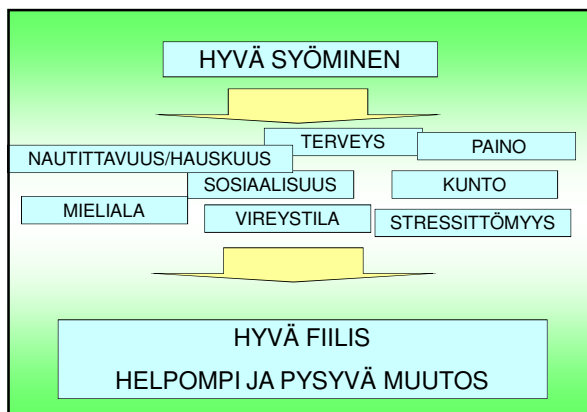 HYVÄ SYÖMINEN
TERVEYS
PAINO
NAUTITTAVUUS/HAUSKUUS
SOSIAALISUUS
KUNTO
MIELIALA
VIREYSTILA
STRESSITTÖMYYS
HYVÄ FIILIS
HELPOMPI JA PYSYVÄ MUUTOS